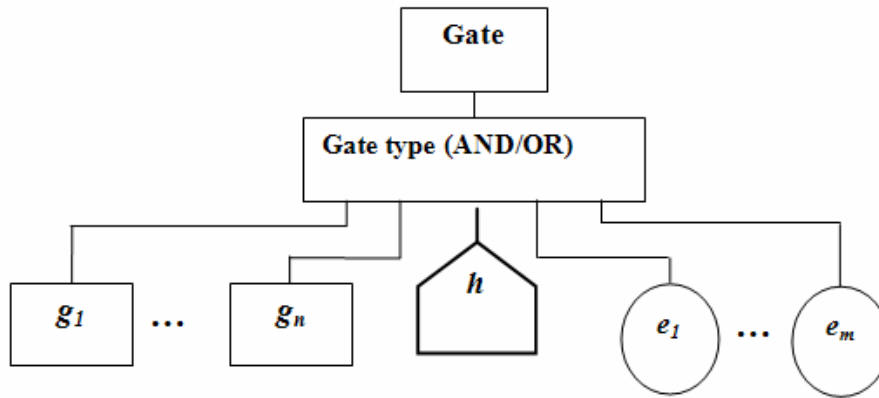 Gate
Gate type (AND/OR)
g1 ... gn h e1 ... em